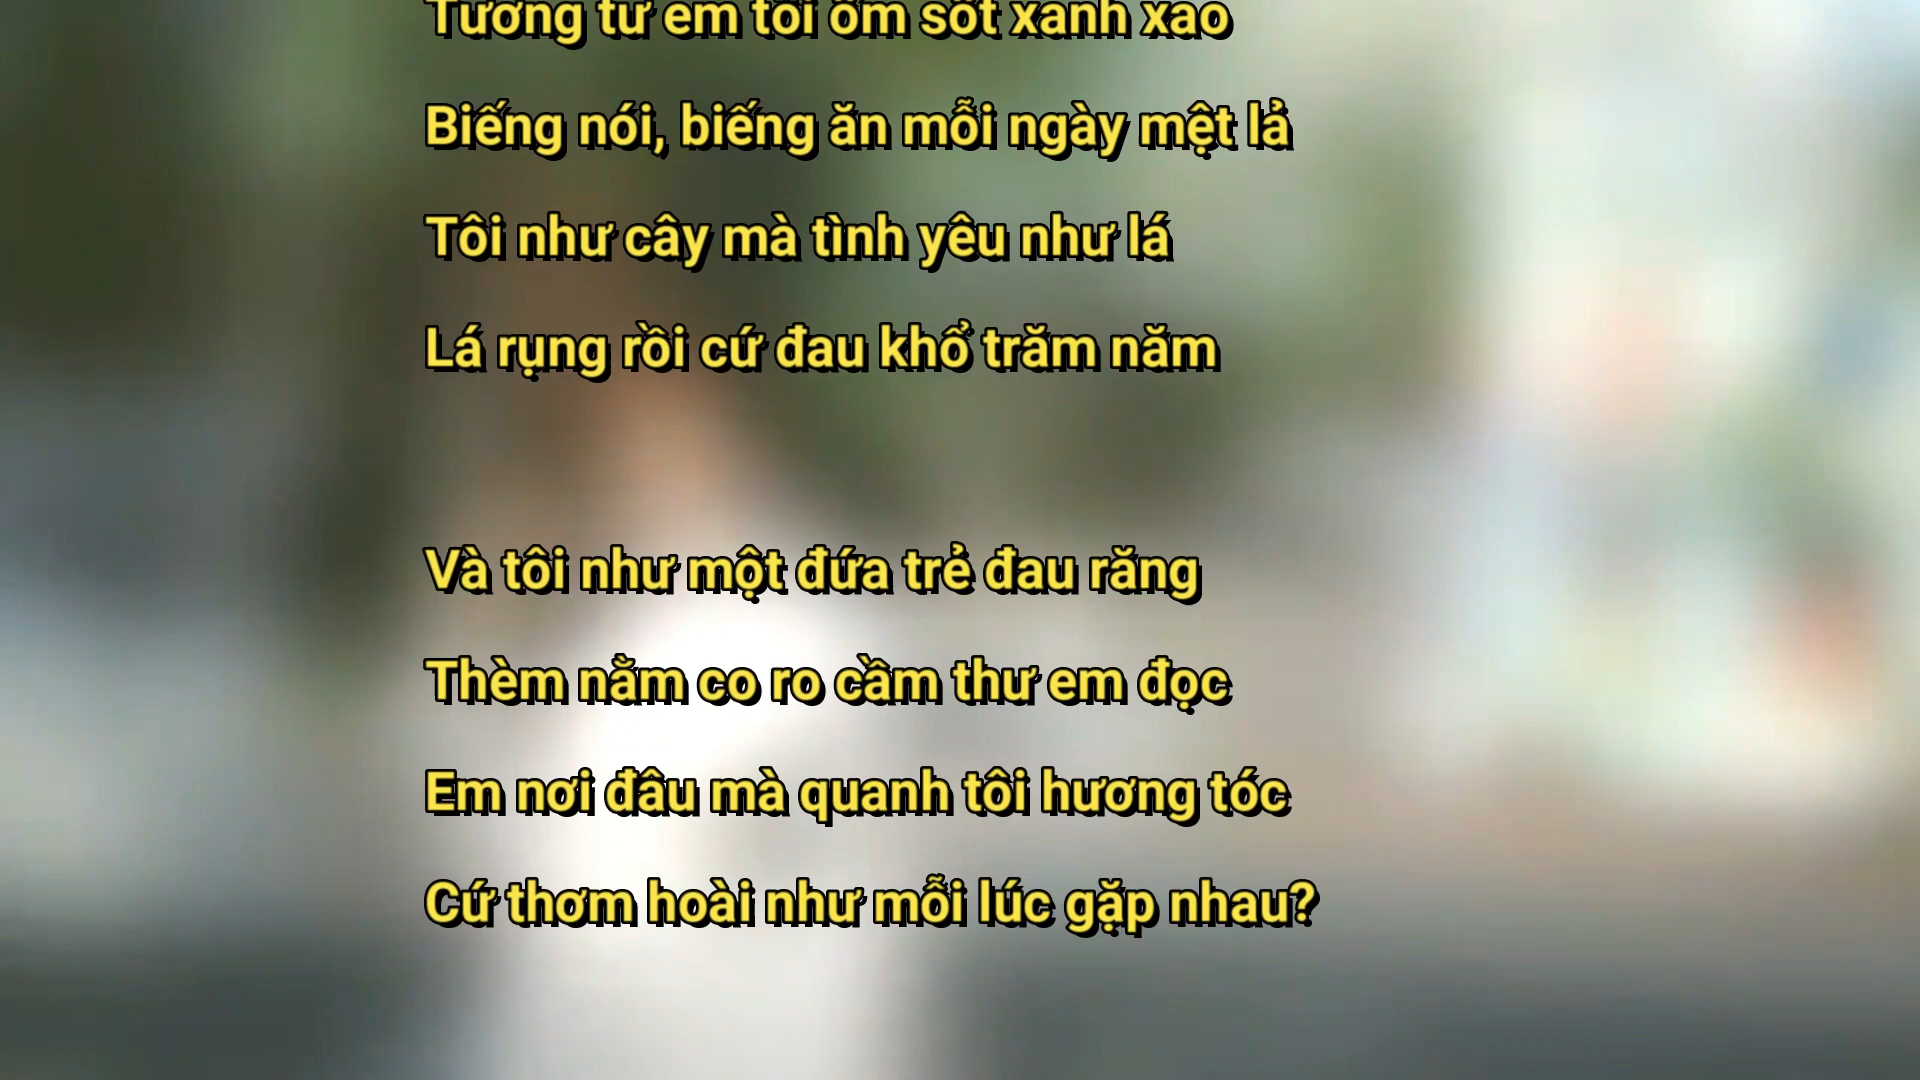 Tương tư em tôi ốm sốt xanh xao
Biếng nói, biếng ăn mỗi ngày mệt lả
Tôi như cây mà tình yêu như lá
Lá rụng rồi cứ đau khổ trăm năm
Và tôi như một đứa trẻ đau răng
Thèm nằm co ro cầm thư em đọc
Em nơi đâu mà quanh tôi hương tóc
Cứ thơm hoài như mỗi lúc gặp nhau?